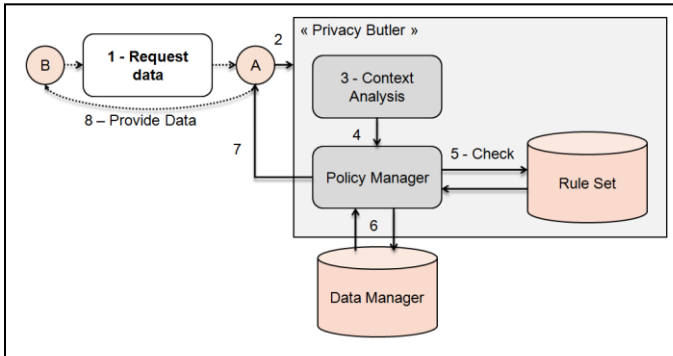 « Privacy Butler »
2
B
1 - Request
data
A
3 - Context
Analysis
8 – Provide Data
4
7
5 - Check
Policy Manager
Rule Set
6
Data Manager